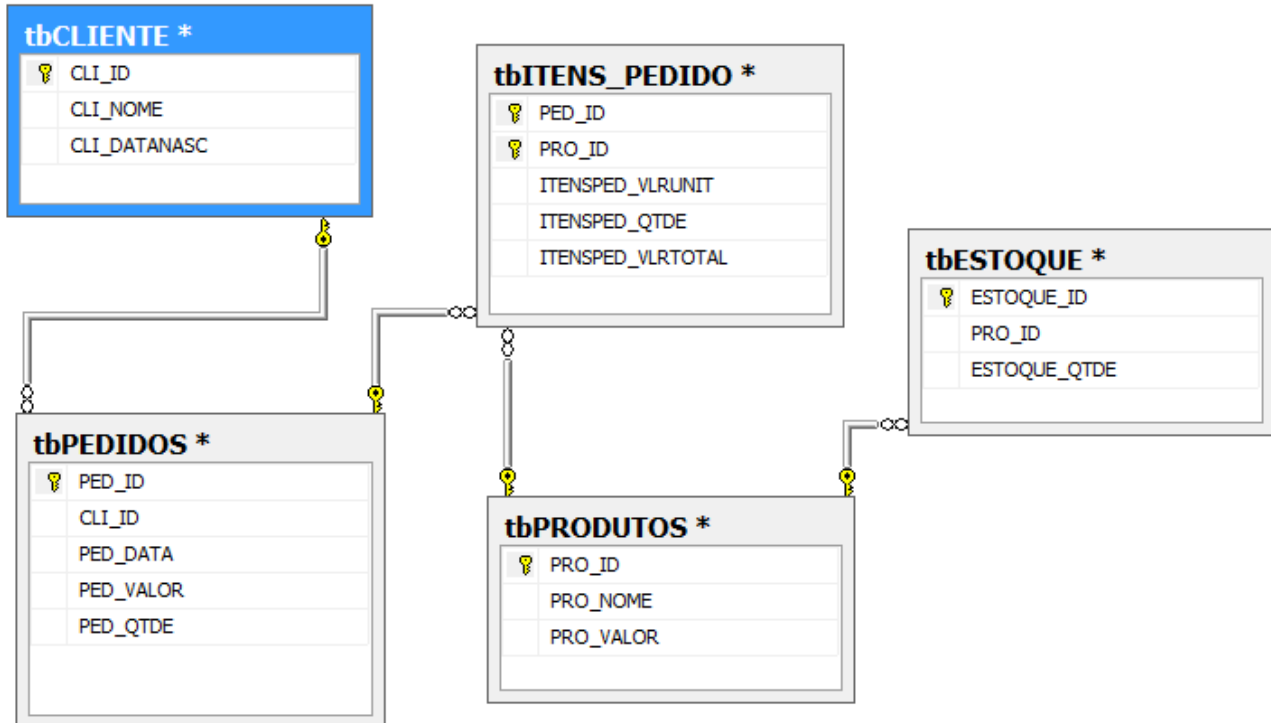 tbCLIENTE *
CLI_ID
CLI_NOME
CLI_DATANASC
tbITENS_PEDIDO *
PED_ID
PRO_ID
ITENSPED_VLRUNIT
ITENSPED_QTDE
ITENSPED_VLRTOTAL
tbESTOQUE *
ESTOQUE_ID
PRO_ID
ESTOQUE_QTDE
tbPEDIDOS *
PED_ID
CLI_ID
PED_DATA
PED_VALOR
PED_QTDE
tbPRODUTOS *
PRO_ID
PRO_NOME
PRO_VALOR